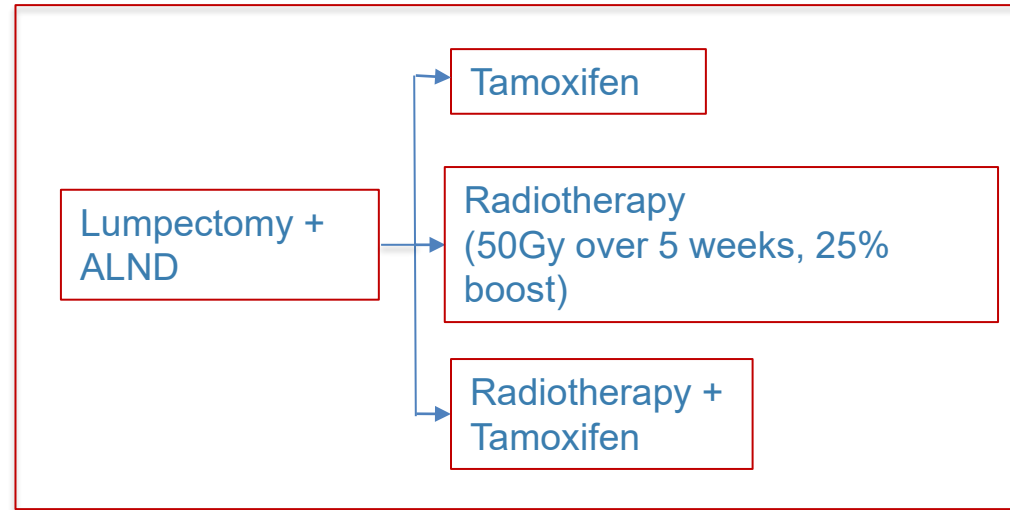 Tamoxifen
Lumpectomy +
ALND
Radiotherapy
(50Gy over 5 weeks, 25%
boost)
Radiotherapy +
Tamoxifen